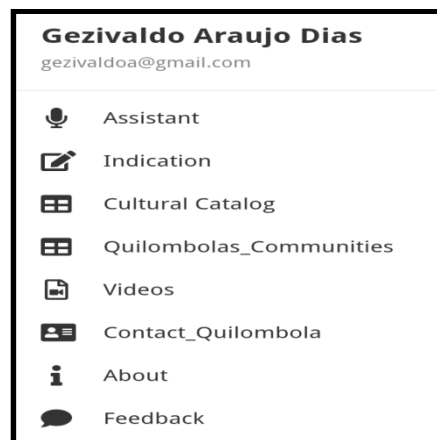 Gezivaldo Araujo Dias
gezivaldoa@gmail.com
Assistant
Indication
Cultural Catalog
Quilombolas_Communities
Videos
Contact_Quilombola
About
Feedback